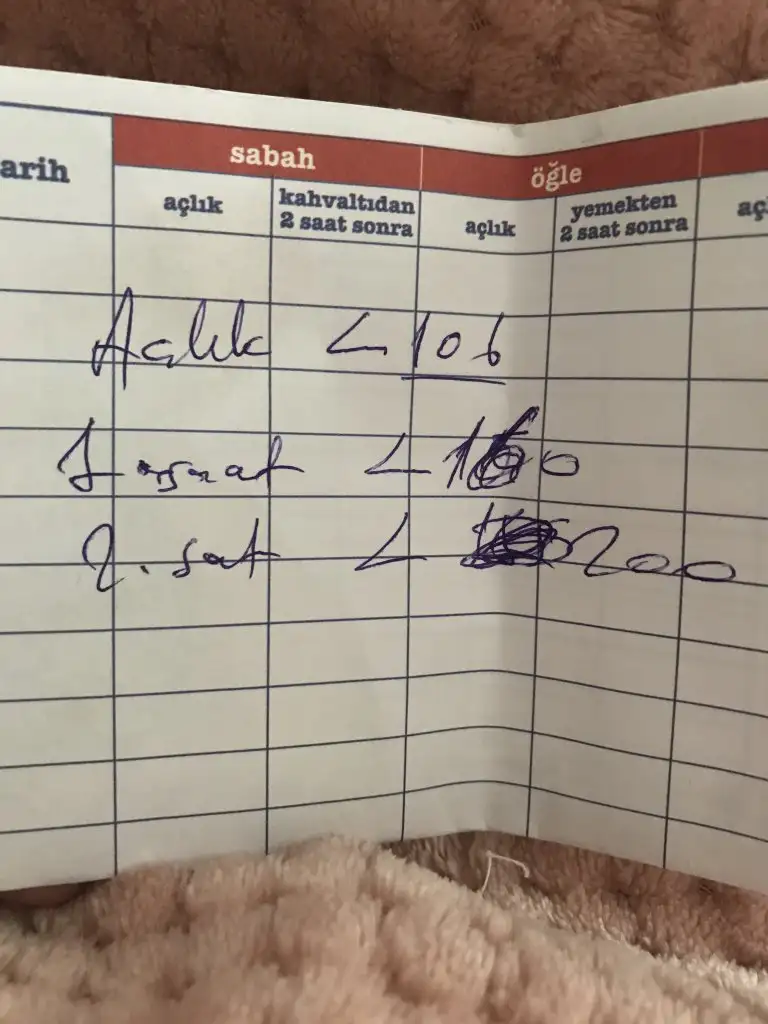 arih
sabah
öğle
açlık
kahvaltıdan
2 saat sonra
açlık
yemekten
2 saat sonra
aç
Açlık < 106
1. saat <
2. sat < 200